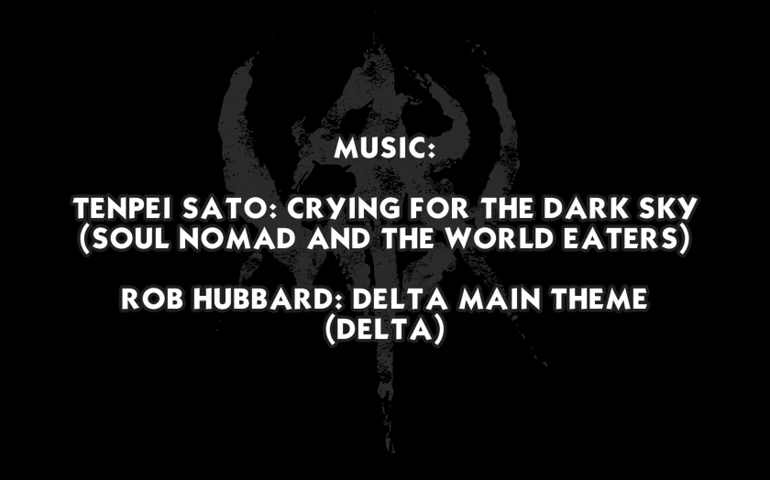 MUSIC:
TENPEI SATO: CRYING FOR THE DARK SKY
(SOUL NOMAD AND THE WORLD EATERS)
ROB HUBBARD: DELTA MAIN THEME
(DELTA)